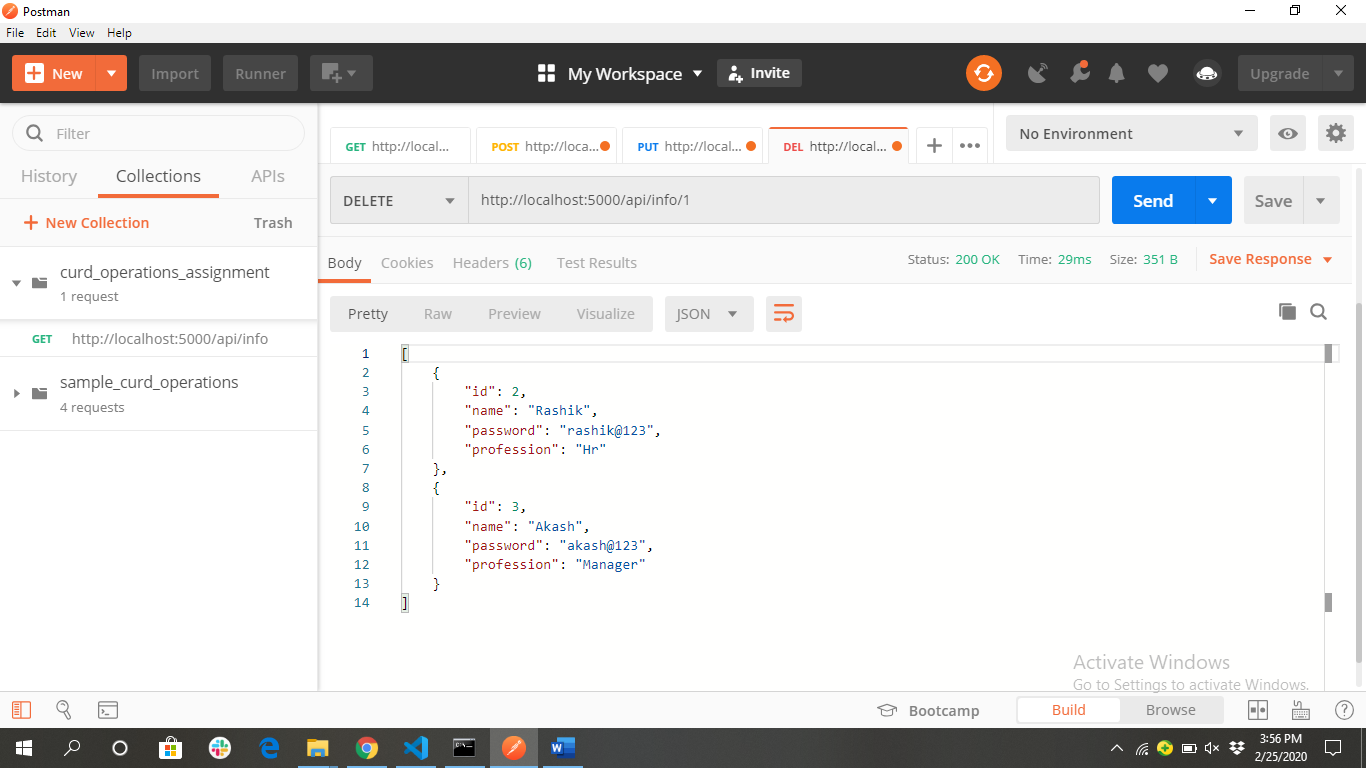 Postman
File Edit View Help
New Import Runner My Workspace Invite Upgrade
Filter
History Collections APIs
New Collection Trash
curd_operations_assignment
1 request
GET http://localhost:5000/api/info
sample_curd_operations
4 requests
GET http://local... POST http://loca... PUT http://local... DEL http://local... + ••• No Environment
DELETE http://localhost:5000/api/info/1 Send Save
Body Cookies Headers (6) Test Results Status: 200 OK Time: 29ms Size: 351 B Save Response
Pretty Raw Preview Visualize JSON
1 [
2 {
3 "id": 2,
4 "name": "Rashik",
5 "password": "rashik@123",
6 "profession": "Hr"
7 },
8 {
9 "id": 3,
10 "name": "Akash",
11 "password": "akash@123",
12 "profession": "Manager"
13 }
14 ]
Activate Windows
Go to Settings to activate Windows.
Bootcamp Build Browse
3:56 PM
2/25/2020